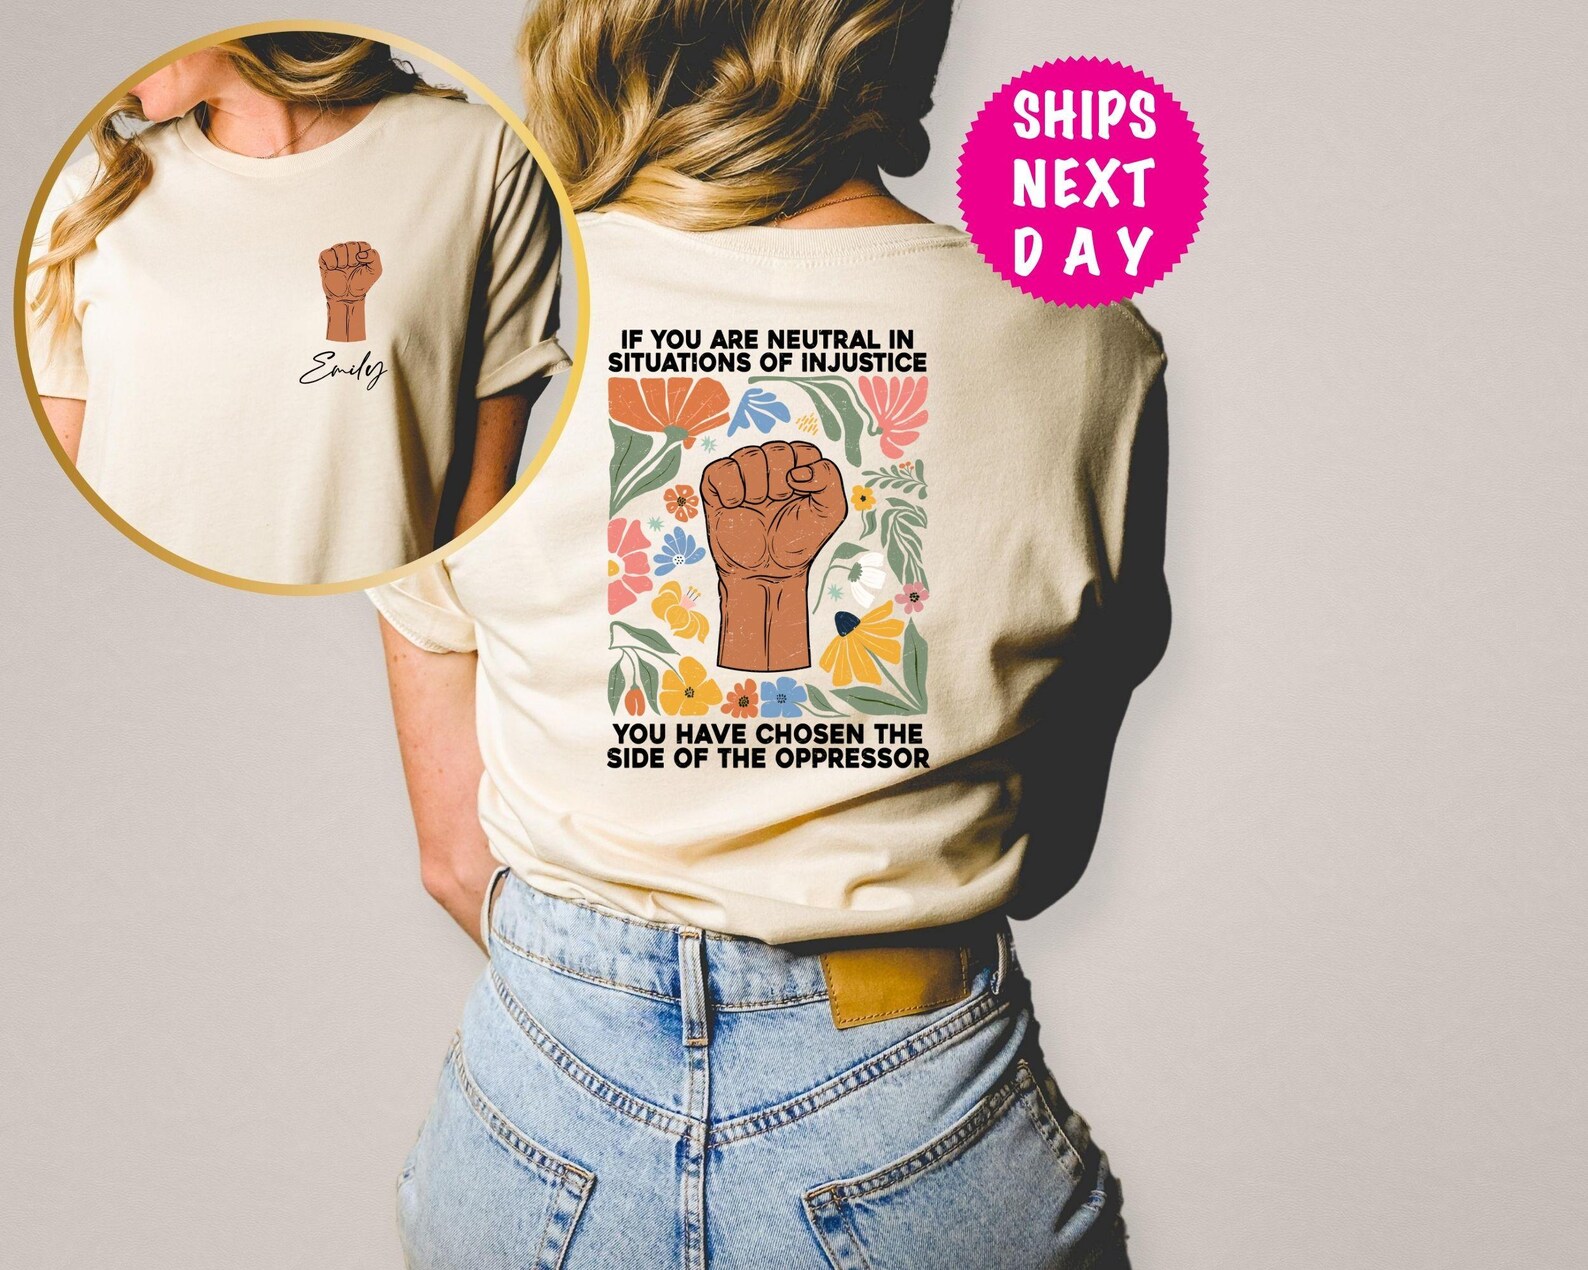 Emily
SHIPS
NEXT
DAY
IF YOU ARE NEUTRAL IN
SITUATIONS OF INJUSTICE
YOU HAVE CHOSEN THE
SIDE OF THE OPPRESSOR